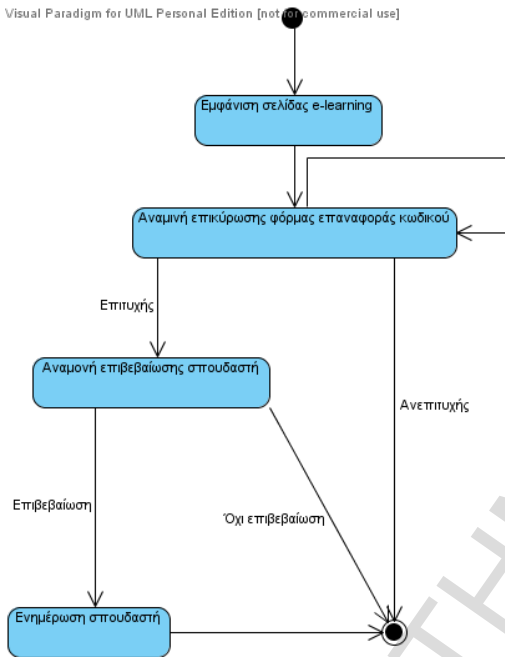 Visual Paradigm for UML Personal Edition [not for commercial use]
Εμφάνιση σελίδας e-learning
Αναμινή επικύρωσης φόρμας επαναφοράς κωδικού
Επιτυχής
Αναμονή επιβεβαίωσης σπουδαστή
Ανεπιτυχής
Επιβεβαίωση
Όχι επιβεβαίωση
Ενημέρωση σπουδαστή